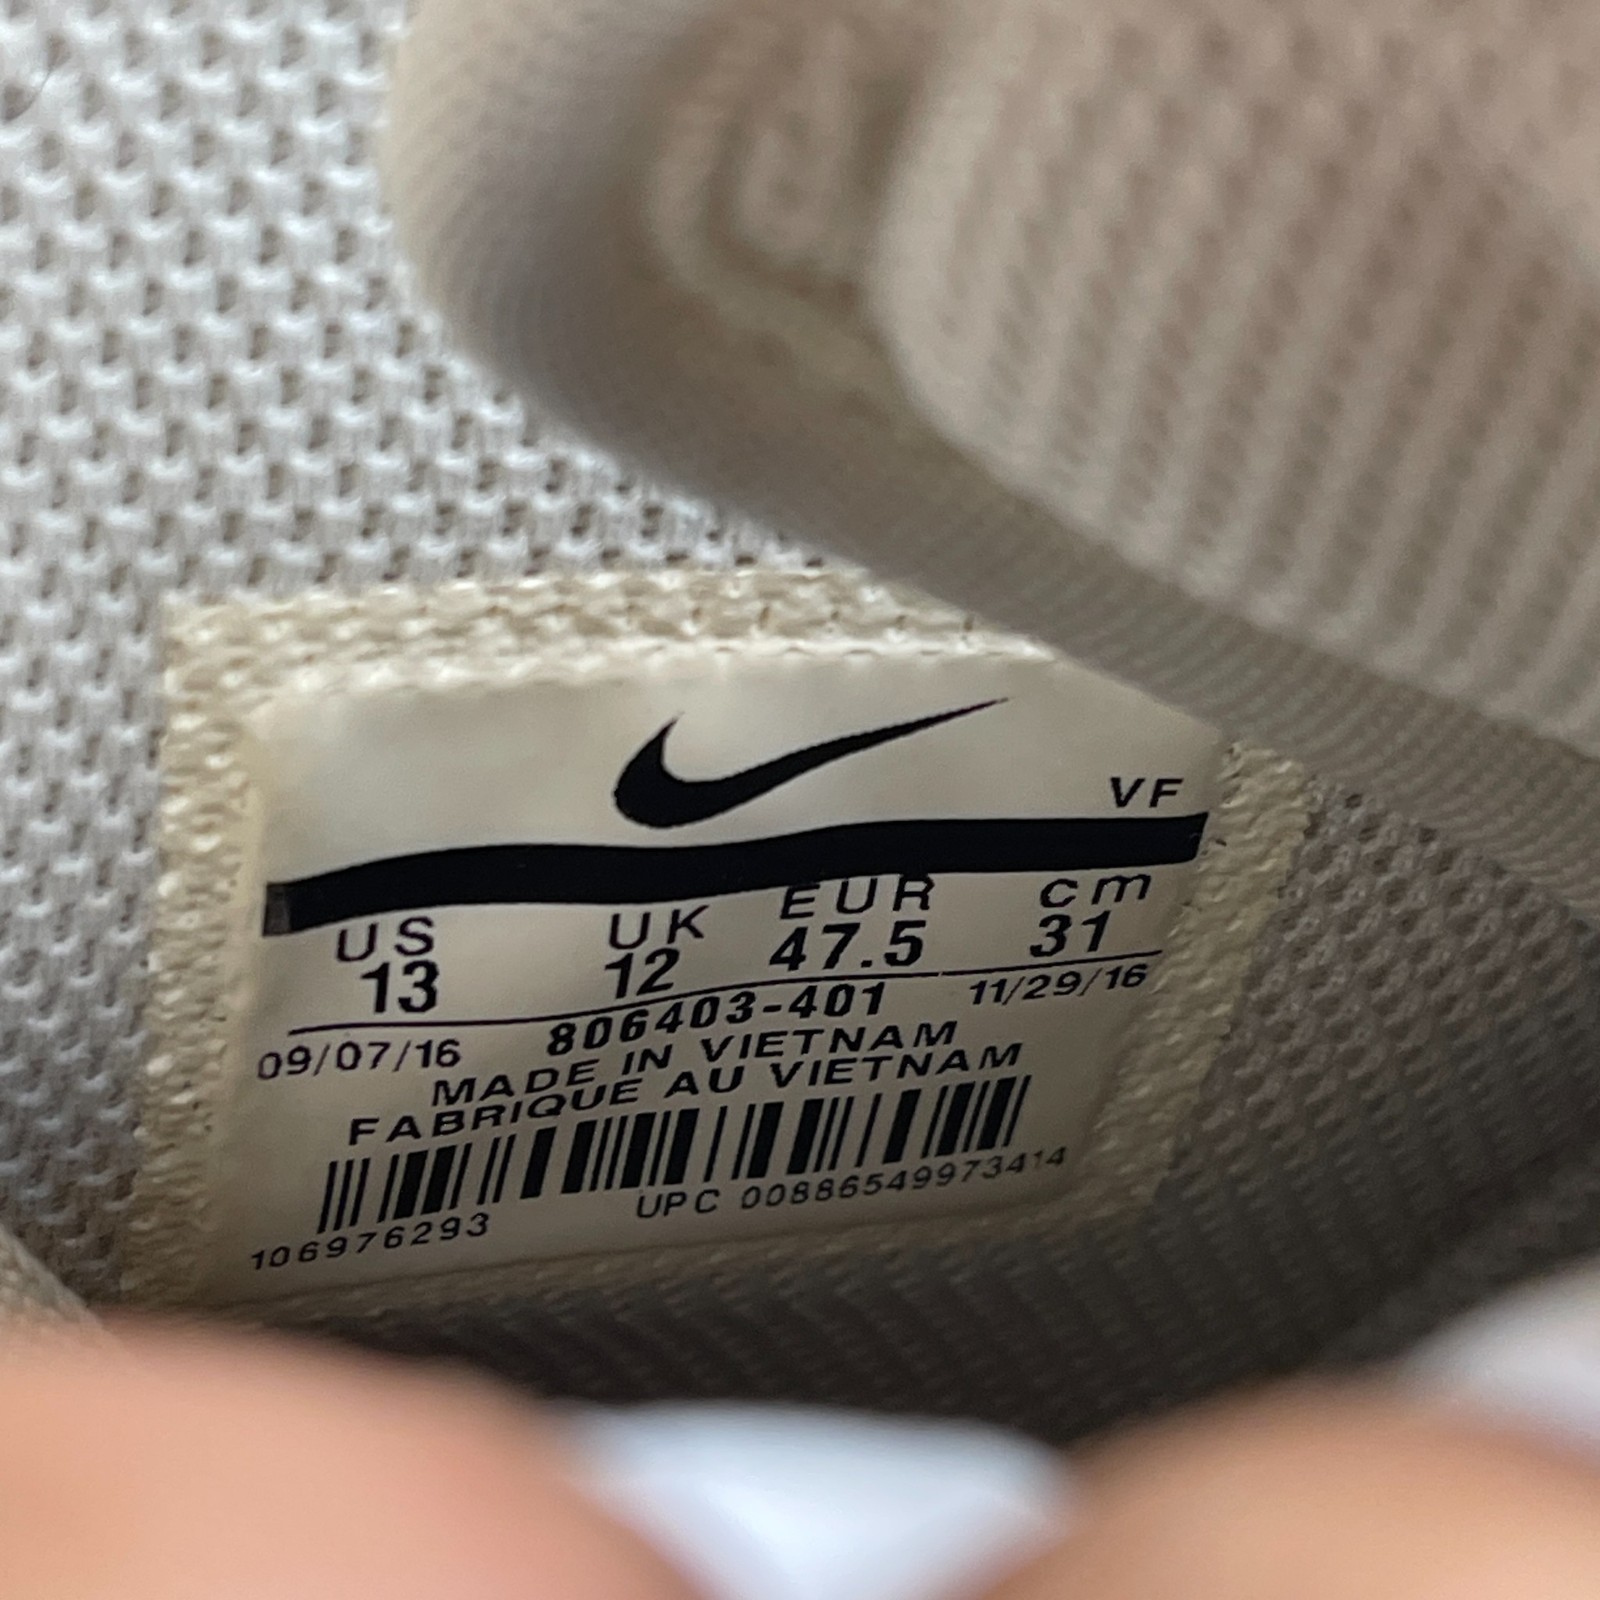 VF
US UK EUR cm
13 12 47.5 31
09/07/16 806403-401 11/29/16
MADE IN VIETNAM
FABRIQUE AU VIETNAM
106976293 UPC 00886549973414